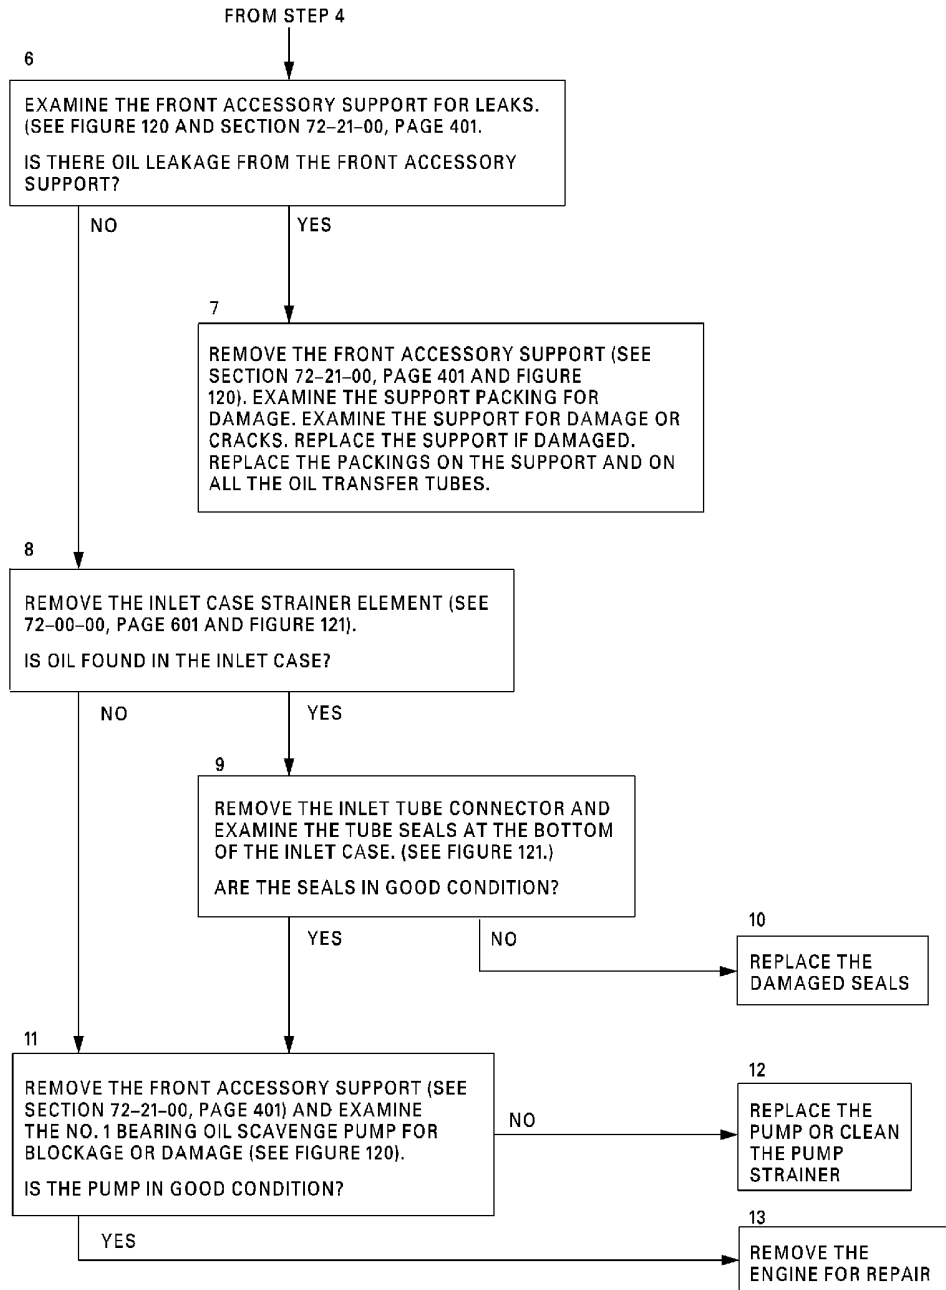 FROM STEP 4
6
EXAMINE THE FRONT ACCESSORY SUPPORT FOR LEAKS.
(SEE FIGURE 120 AND SECTION 72–21–00, PAGE 401.
IS THERE OIL LEAKAGE FROM THE FRONT ACCESSORY
SUPPORT?
NO
YES
7
REMOVE THE FRONT ACCESSORY SUPPORT (SEE
SECTION 72–21–00, PAGE 401 AND FIGURE
120). EXAMINE THE SUPPORT PACKING FOR
DAMAGE. EXAMINE THE SUPPORT FOR DAMAGE OR
CRACKS. REPLACE THE SUPPORT IF DAMAGED.
REPLACE THE PACKINGS ON THE SUPPORT AND ON
ALL THE OIL TRANSFER TUBES.
8
REMOVE THE INLET CASE STRAINER ELEMENT (SEE
72–00–00, PAGE 601 AND FIGURE 121).
IS OIL FOUND IN THE INLET CASE?
NO
YES
9
REMOVE THE INLET TUBE CONNECTOR AND
EXAMINE THE TUBE SEALS AT THE BOTTOM
OF THE INLET CASE. (SEE FIGURE 121.)
ARE THE SEALS IN GOOD CONDITION?
YES
NO
10
REPLACE THE
DAMAGED SEALS
11
REMOVE THE FRONT ACCESSORY SUPPORT (SEE
SECTION 72–21–00, PAGE 401) AND EXAMINE
THE NO. 1 BEARING OIL SCAVENGE PUMP FOR
BLOCKAGE OR DAMAGE (SEE FIGURE 120).
IS THE PUMP IN GOOD CONDITION?
NO
12
REPLACE THE
PUMP OR CLEAN
THE PUMP
STRAINER
YES
13
REMOVE THE
ENGINE FOR REPAIR